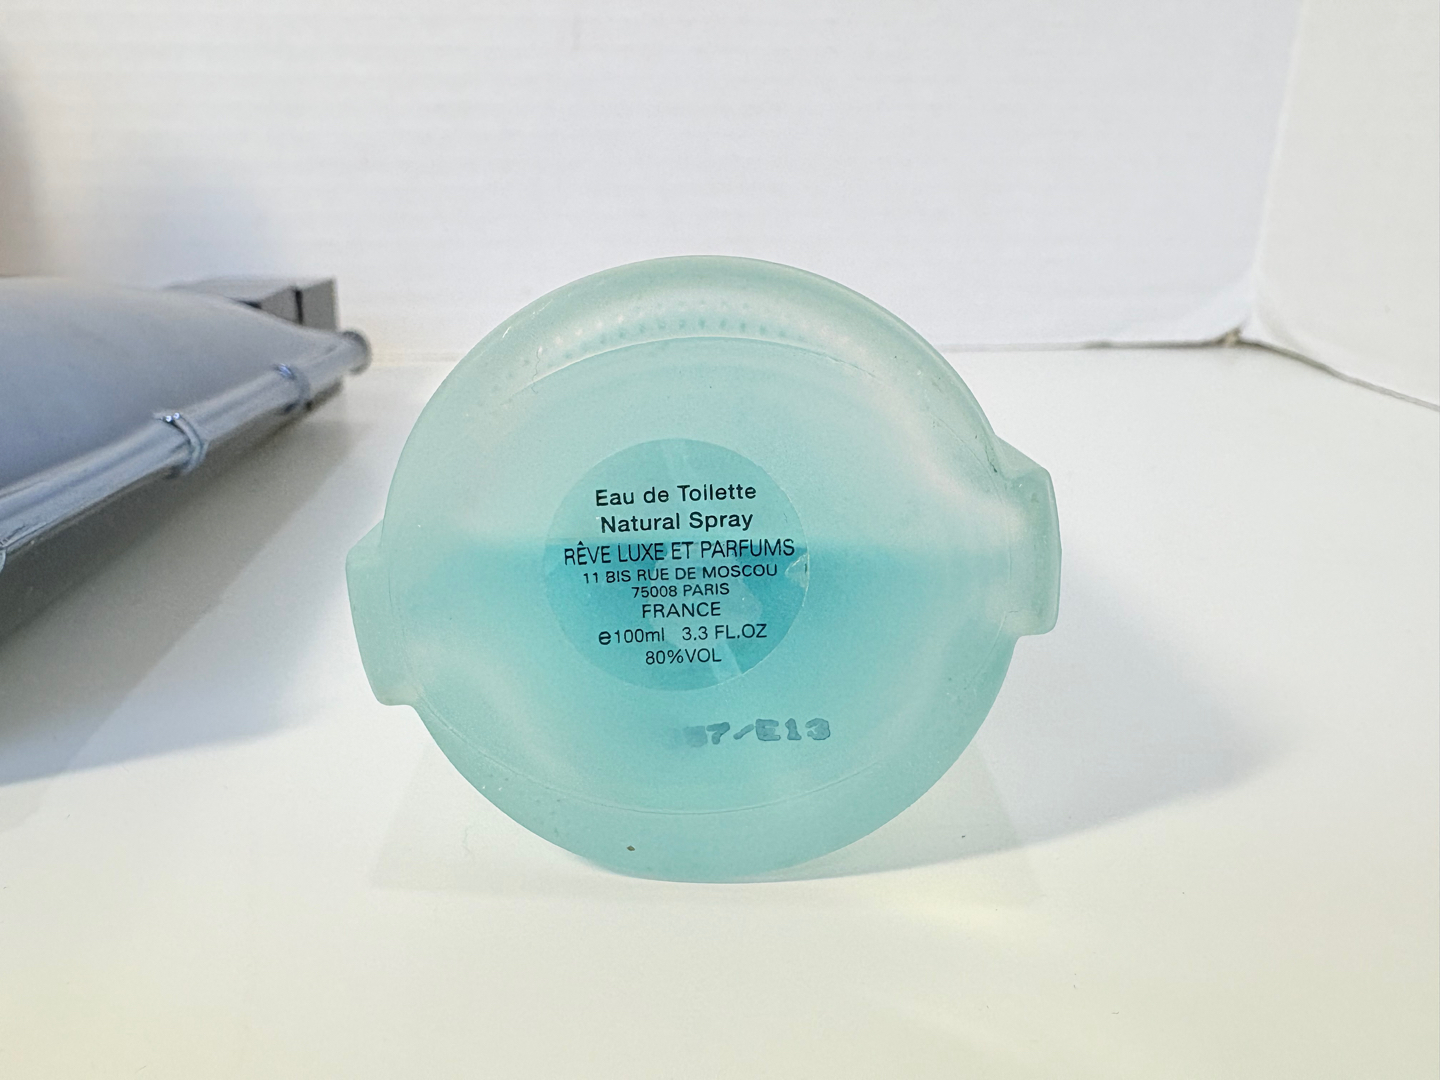 Eau de Toilette
Natural Spray
RÊVE LUXE ET PARFUMS
11 BIS RUE DE MOSCOU
75008 PARIS
FRANCE
℮100ml 3.3 FL.OZ
80%VOL